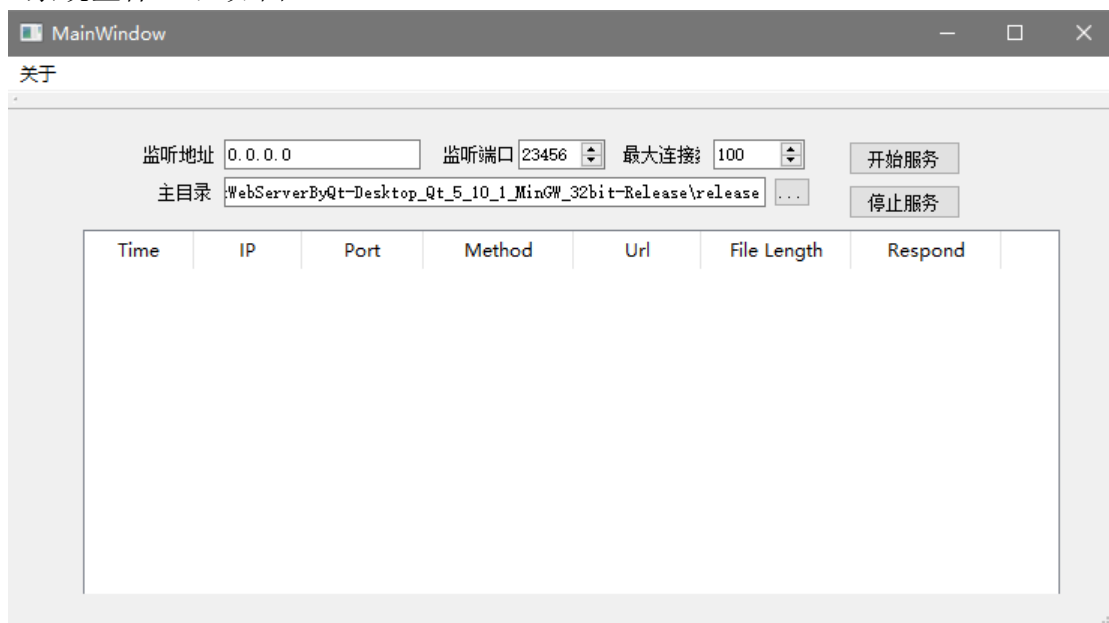 MainWindow
关于
监听地址 0.0.0.0 监听端口 23456 最大连接 100 开始服务
主目录 :WebServerByQt-Desktop_Qt_5_10_1_MinGW_32bit-Release\release ... 停止服务
Time IP Port Method Url File Length Respond